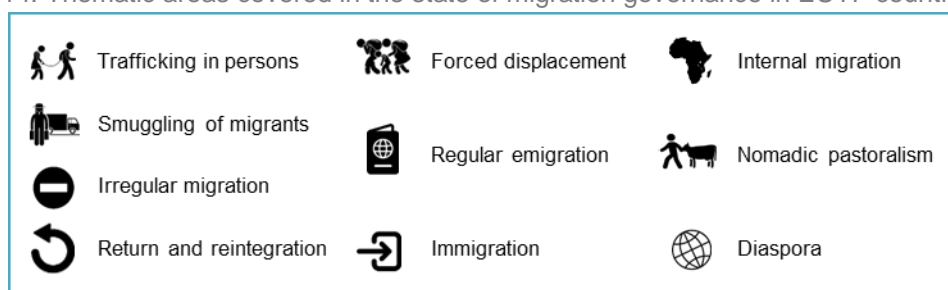 Thematic areas covered in the state of migration governance in
Trafficking in persons
Smuggling of migrants
Irregular migration
Return and reintegration
Forced displacement
Regular emigration
Immigration
Internal migration
Nomadic pastoralism
Diaspora